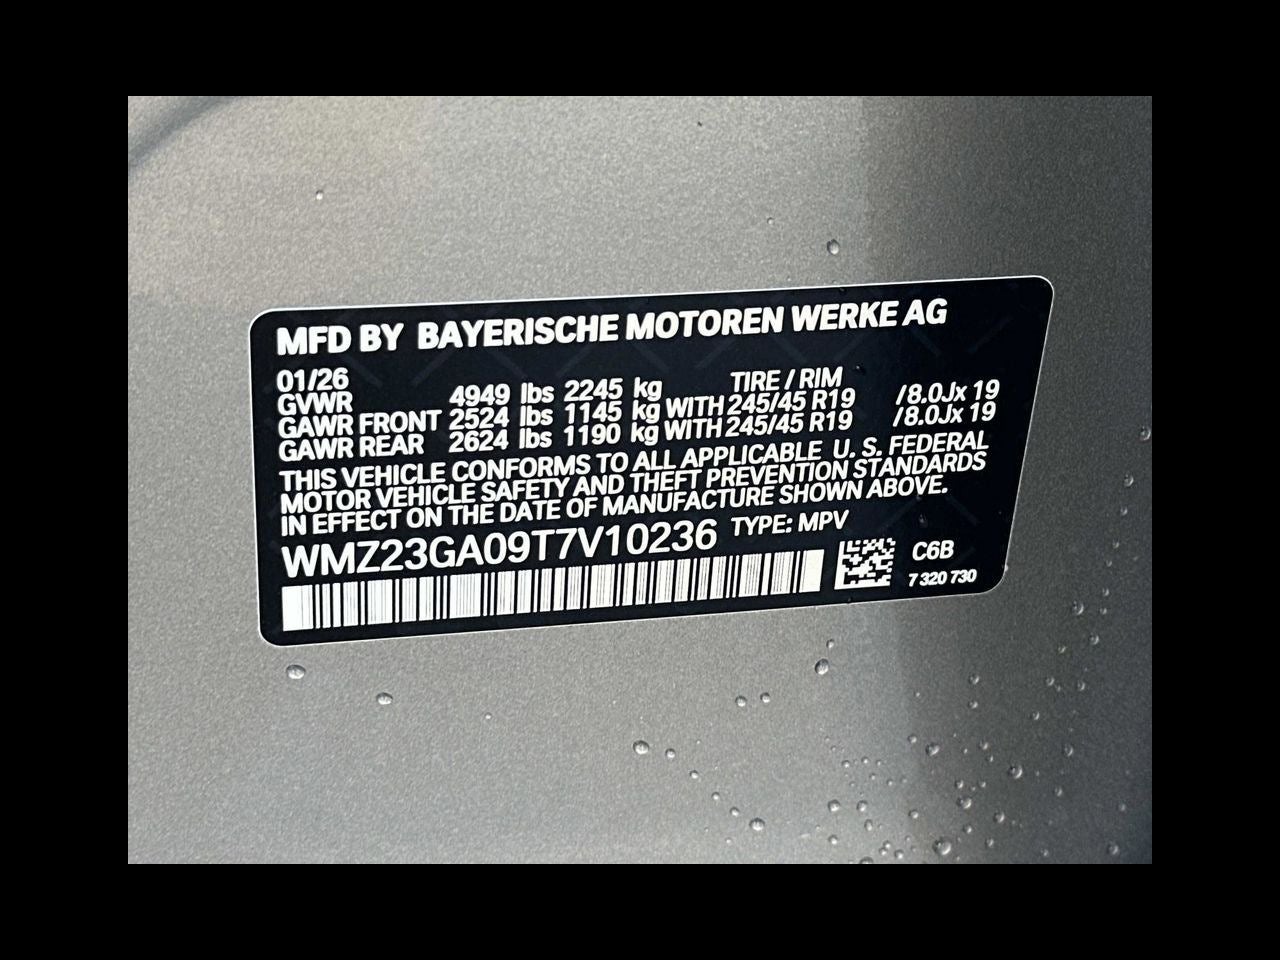 MFD BY BAYERISCHE MOTOREN WERKE AG
01/26 TIRE / RIM
GVWR 4949 lbs 2245 kg
GAWR FRONT 2524 lbs 1145 kg WITH 245/45 R19 /8.0Jx 19
GAWR REAR 2624 lbs 1190 kg WITH 245/45 R19 /8.0Jx 19
THIS VEHICLE CONFORMS TO ALL APPLICABLE U. S. FEDERAL
MOTOR VEHICLE SAFETY AND THEFT PREVENTION STANDARDS
IN EFFECT ON THE DATE OF MANUFACTURE SHOWN ABOVE.
WMZ23GA09T7V10236 TYPE: MPV
C6B
7 320 730